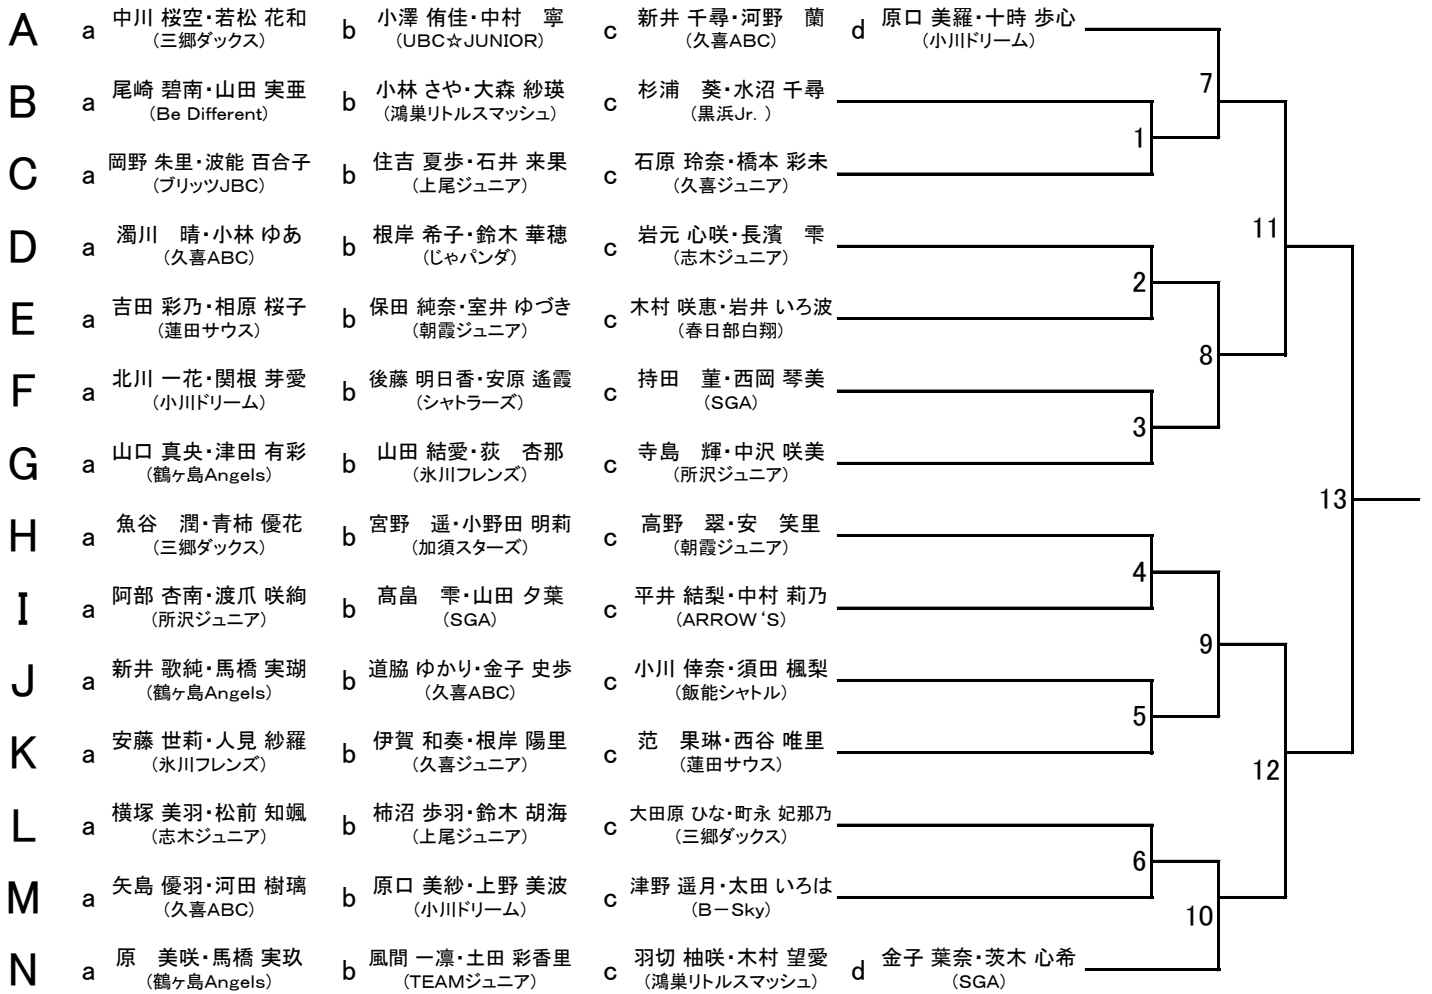 A a 中川 桜空・若松 花和 b 小澤 侑佳・中村　寧 c 新井 千尋・河野　蘭 d 原口 美羅・十時 歩心
(三郷ダックス) (UBC☆JUNIOR) (久喜ABC) (小川ドリーム)
7
B a 尾崎 碧南・山田 実亜 b 小林 さや・大森 紗瑛 c 杉浦　葵・水沼 千尋
(Be Different) (鴻巣リトルスマッシュ) (黒浜Jr. )
1
C a 岡野 朱里・波能 百合子 b 住吉 夏歩・石井 来果 c 石原 玲奈・橋本 彩未
(ブリッツJBC) (上尾ジュニア) (久喜ジュニア)
11
D a 濁川　晴・小林 ゆあ b 根岸 希子・鈴木 華穂 c 岩元 心咲・長濱　雫
(久喜ABC) (じゃパンダ) (志木ジュニア)
2
E a 吉田 彩乃・相原 桜子 b 保田 純奈・室井 ゆづき c 木村 咲恵・岩井 いろ波
(蓮田サウス) (朝霞ジュニア) (春日部白翔)
8
F a 北川 一花・関根 芽愛 b 後藤 明日香・安原 遙霞 c 持田　菫・西岡 琴美
(小川ドリーム) (シャトラーズ) (SGA)
3
G a 山口 真央・津田 有彩 b 山田 結愛・荻　杏那 c 寺島　輝・中沢 咲美
(鶴ヶ島Angels) (氷川フレンズ) (所沢ジュニア)
13
H a 魚谷　潤・青柿 優花 b 宮野　遥・小野田 明莉 c 高野　翠・安　笑里
(三郷ダックス) (加須スターズ) (朝霞ジュニア)
4
I a 阿部 杏南・渡爪 咲絢 b 髙畠　雫・山田 夕葉 c 平井 結梨・中村 莉乃
(所沢ジュニア) (SGA) (ARROW‘S)
9
J a 新井 歌純・馬橋 実瑚 b 道脇 ゆかり・金子 史歩 c 小川 倖奈・須田 楓梨
(鶴ヶ島Angels) (久喜ABC) (飯能シャトル)
5
K a 安藤 世莉・人見 紗羅 b 伊賀 和奏・根岸 陽里 c 范　果琳・西谷 唯里
(氷川フレンズ) (久喜ジュニア) (蓮田サウス)
12
L a 横塚 美羽・松前 知颯 b 柿沼 歩羽・鈴木 胡海 c 大田原 ひな・町永 妃那乃
(志木ジュニア) (上尾ジュニア) (三郷ダックス)
6
M a 矢島 優羽・河田 樹璃 b 原口 美紗・上野 美波 c 津野 遥月・太田 いろは
(久喜ABC) (小川ドリーム) (B－Sky)
10
N a 原　美咲・馬橋 実玖 b 風間 一凛・土田 彩香里 c 羽切 柚咲・木村 望愛 d 金子 葉奈・茨木 心希
(鶴ヶ島Angels) (TEAMジュニア) (鴻巣リトルスマッシュ) (SGA)